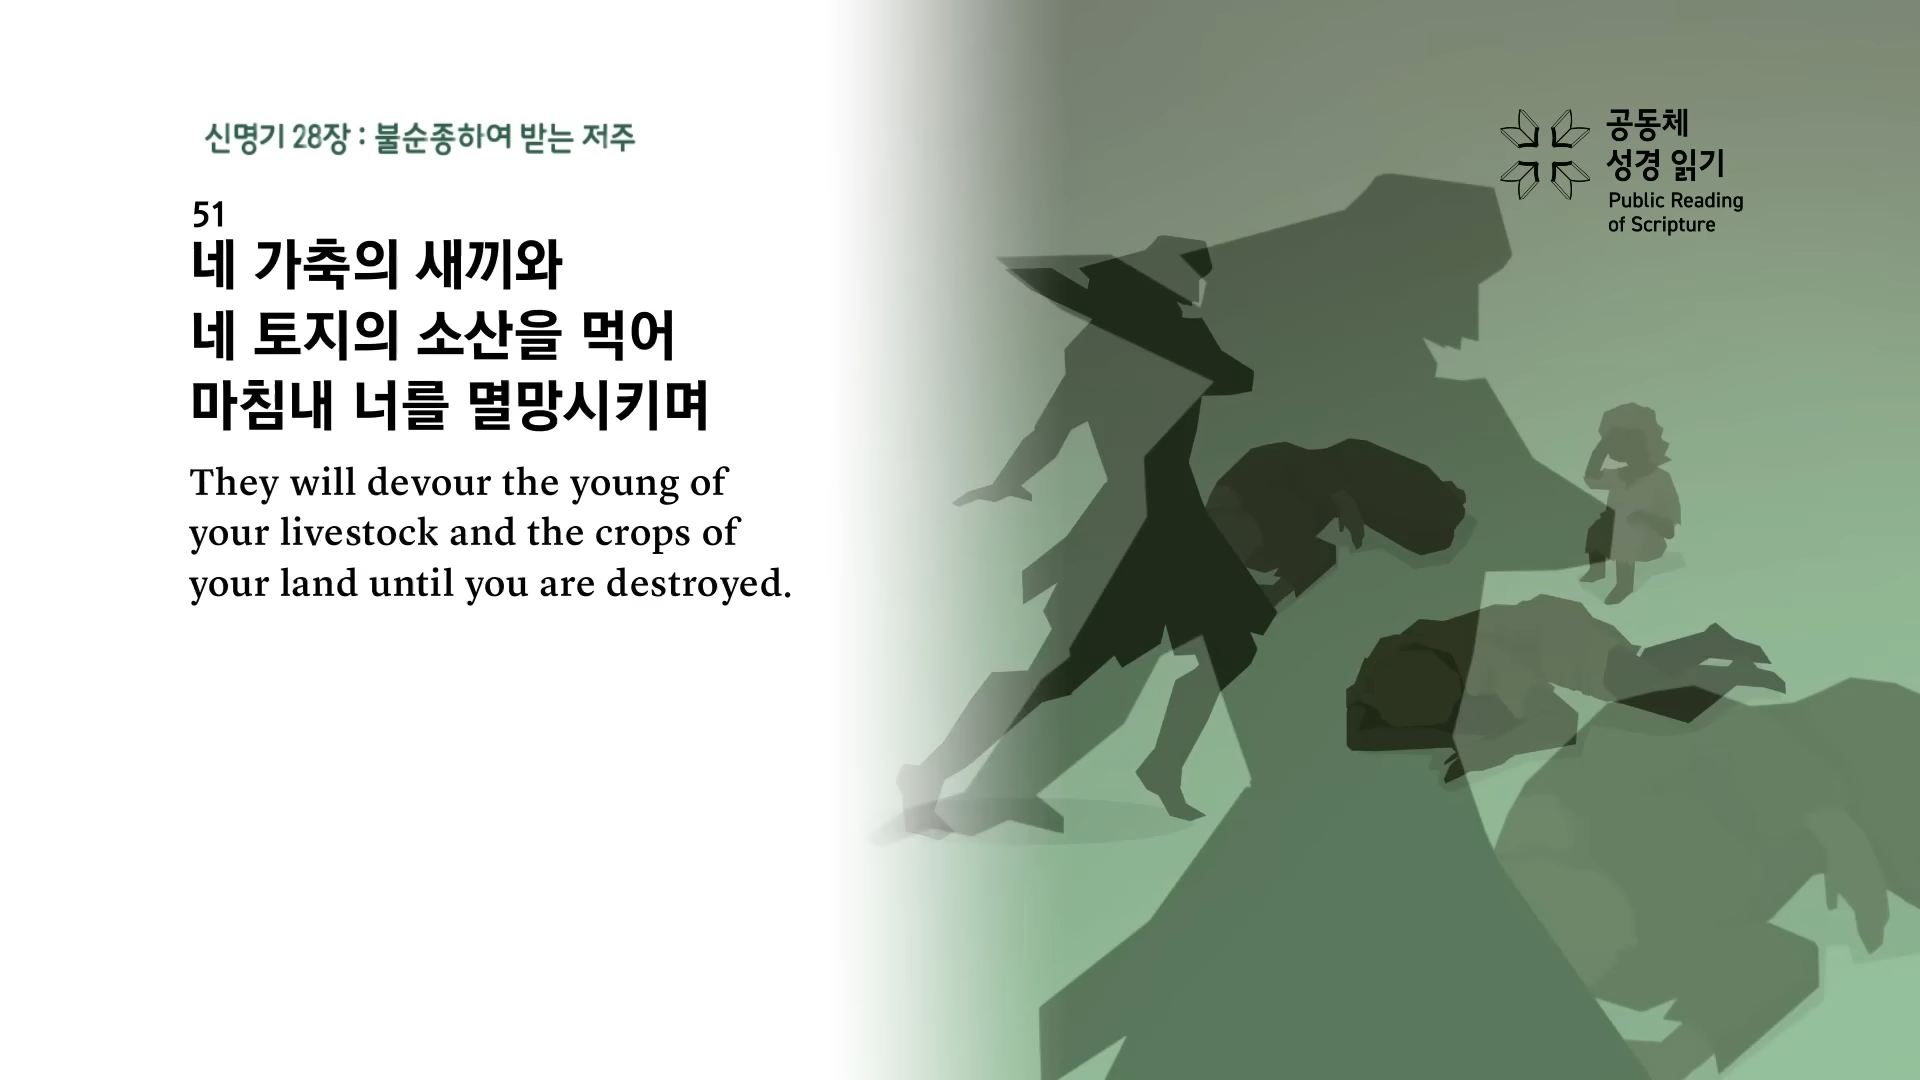 신명기 28장 : 불순종하여 받는 저주
공동체
성경 읽기
Public Reading
of Scripture
51
네 가축의 새끼와
네 토지의 소산을 먹어
마침내 너를 멸망시키며
They will devour the young of
your livestock and the crops of
your land until you are destroyed.